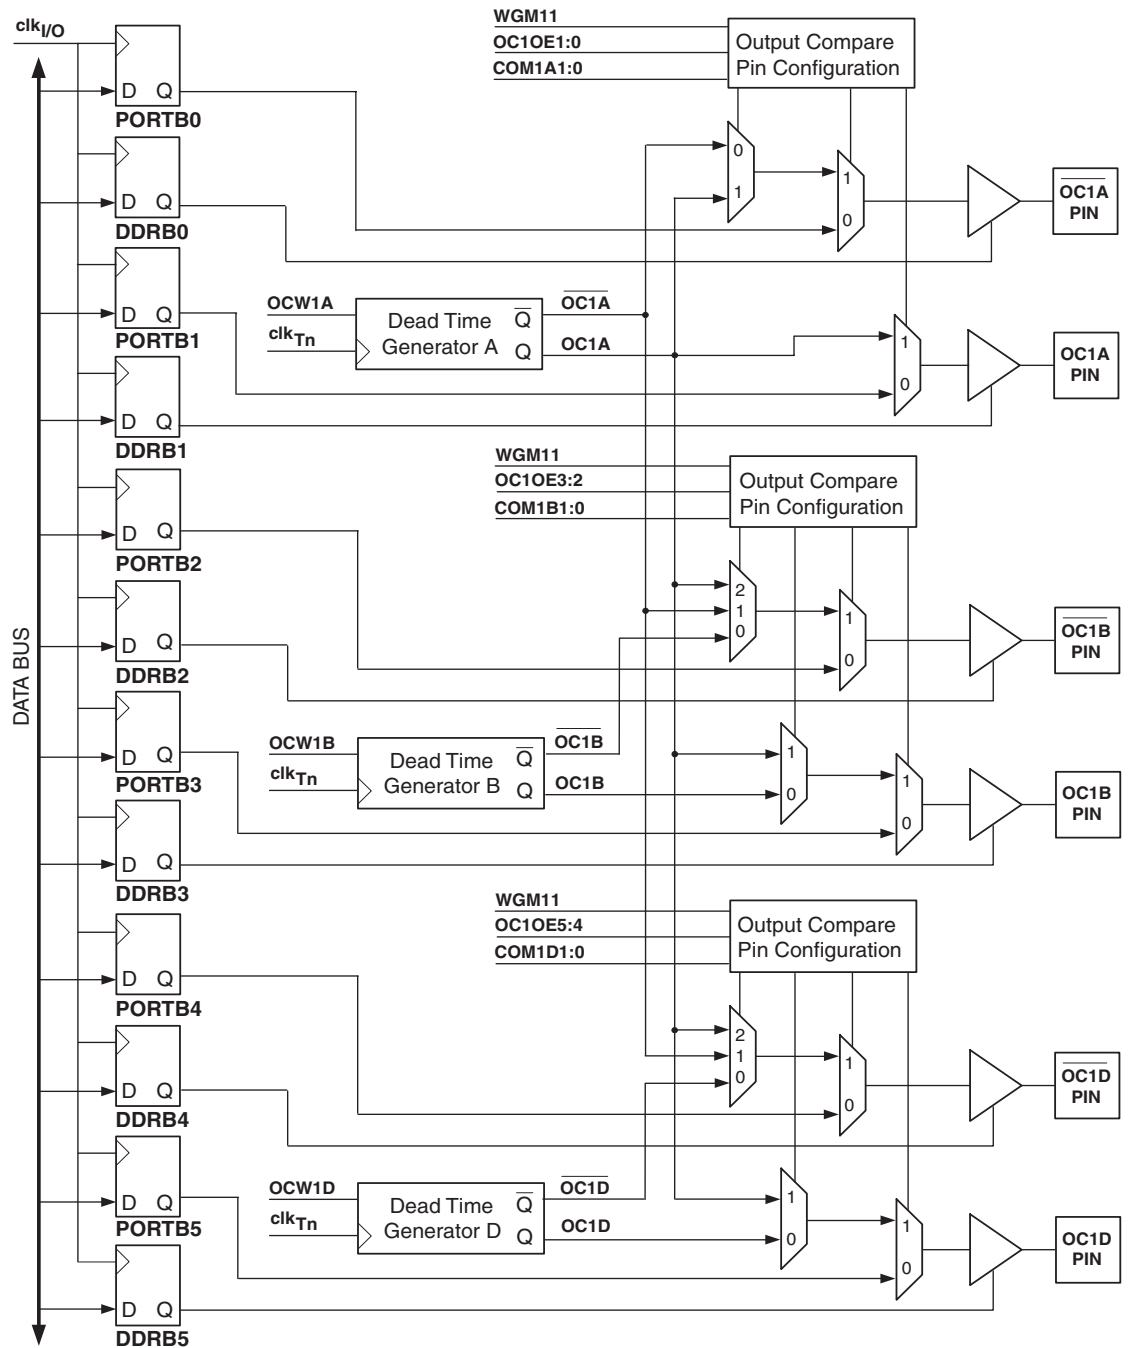 clkI/O
D Q
PORTB0
D Q
DDRB0
D Q
PORTB1
D Q
DDRB1
D Q
PORTB2
D Q
DDRB2
D Q
PORTB3
D Q
DDRB3
D Q
PORTB4
D Q
DDRB4
D Q
PORTB5
D Q
DDRB5
DATA BUS
WGM11
OC1OE1:0
COM1A1:0
Output Compare
Pin Configuration
0
1
1
0
OC1A
PIN
OCW1A
clkTn
Dead Time
Generator A
Q
Q
OC1A
OC1A
1
0
OC1A
PIN
WGM11
OC1OE3:2
COM1B1:0
Output Compare
Pin Configuration
2
1
0
1
0
OC1B
PIN
OCW1B
clkTn
Dead Time
Generator B
Q
Q
OC1B
OC1B
1
0
1
0
OC1B
PIN
WGM11
OC1OE5:4
COM1D1:0
Output Compare
Pin Configuration
2
1
0
1
0
OC1D
PIN
OCW1D
clkTn
Dead Time
Generator D
Q
Q
OC1D
OC1D
1
0
1
0
OC1D
PIN